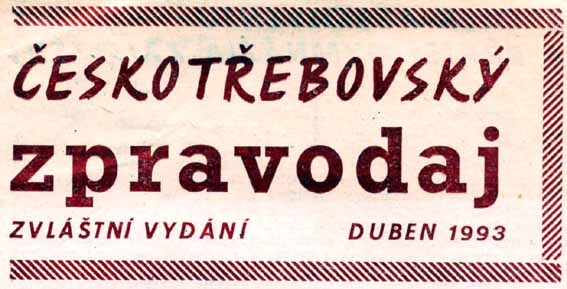 ČESKOTŘEBOVSKÝ
zpravodaj
ZVLÁŠTNÍ VYDÁNÍ DUBEN 1993